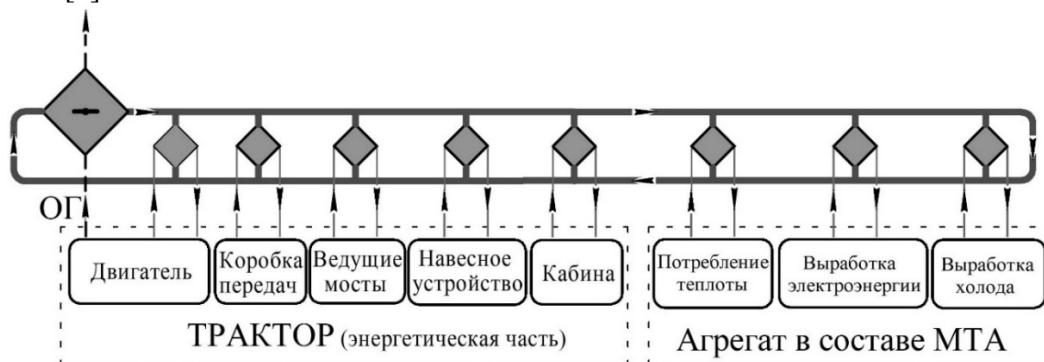 ОГ
Двигатель
Коробка
передач
Ведущие
мосты
Навесное
устройство
Кабина
Потребление
теплоты
Выработка
электроэнергии
Выработка
холода
ТРАКТОР (энергетическая часть)
Агрегат в составе МТА